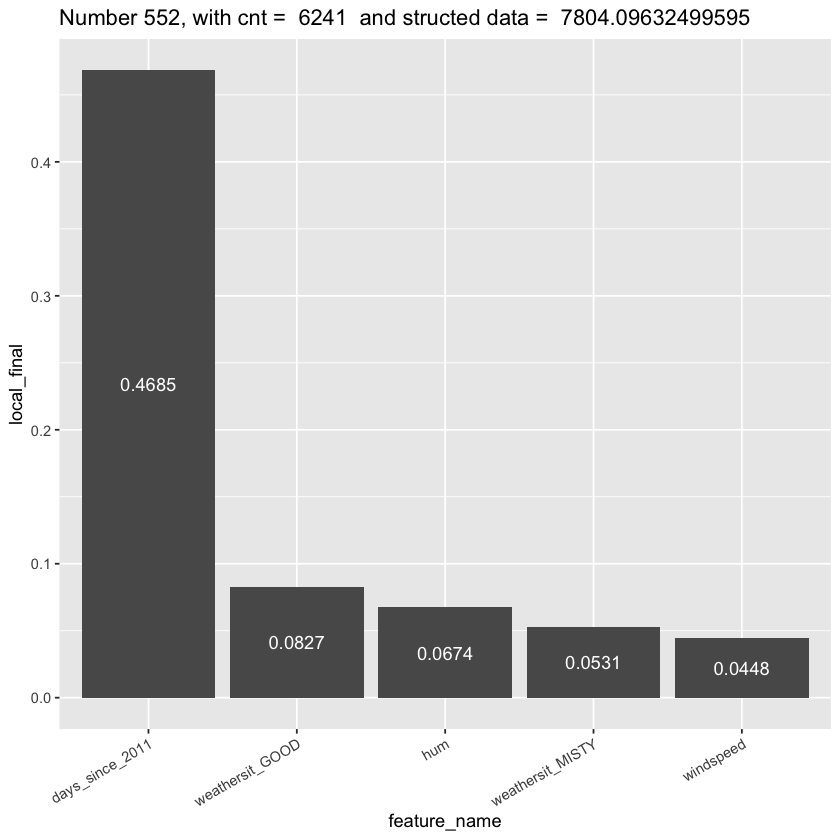 Number 552, with cnt =  6241  and structed data =  7804.09632499595
local_final
0.4
0.3
0.2
0.1
0.0
0.4685
0.0827
0.0674
0.0531
0.0448
days_since_2011
weathersit_GOOD
hum
weathersit_MISTY
windspeed
feature_name